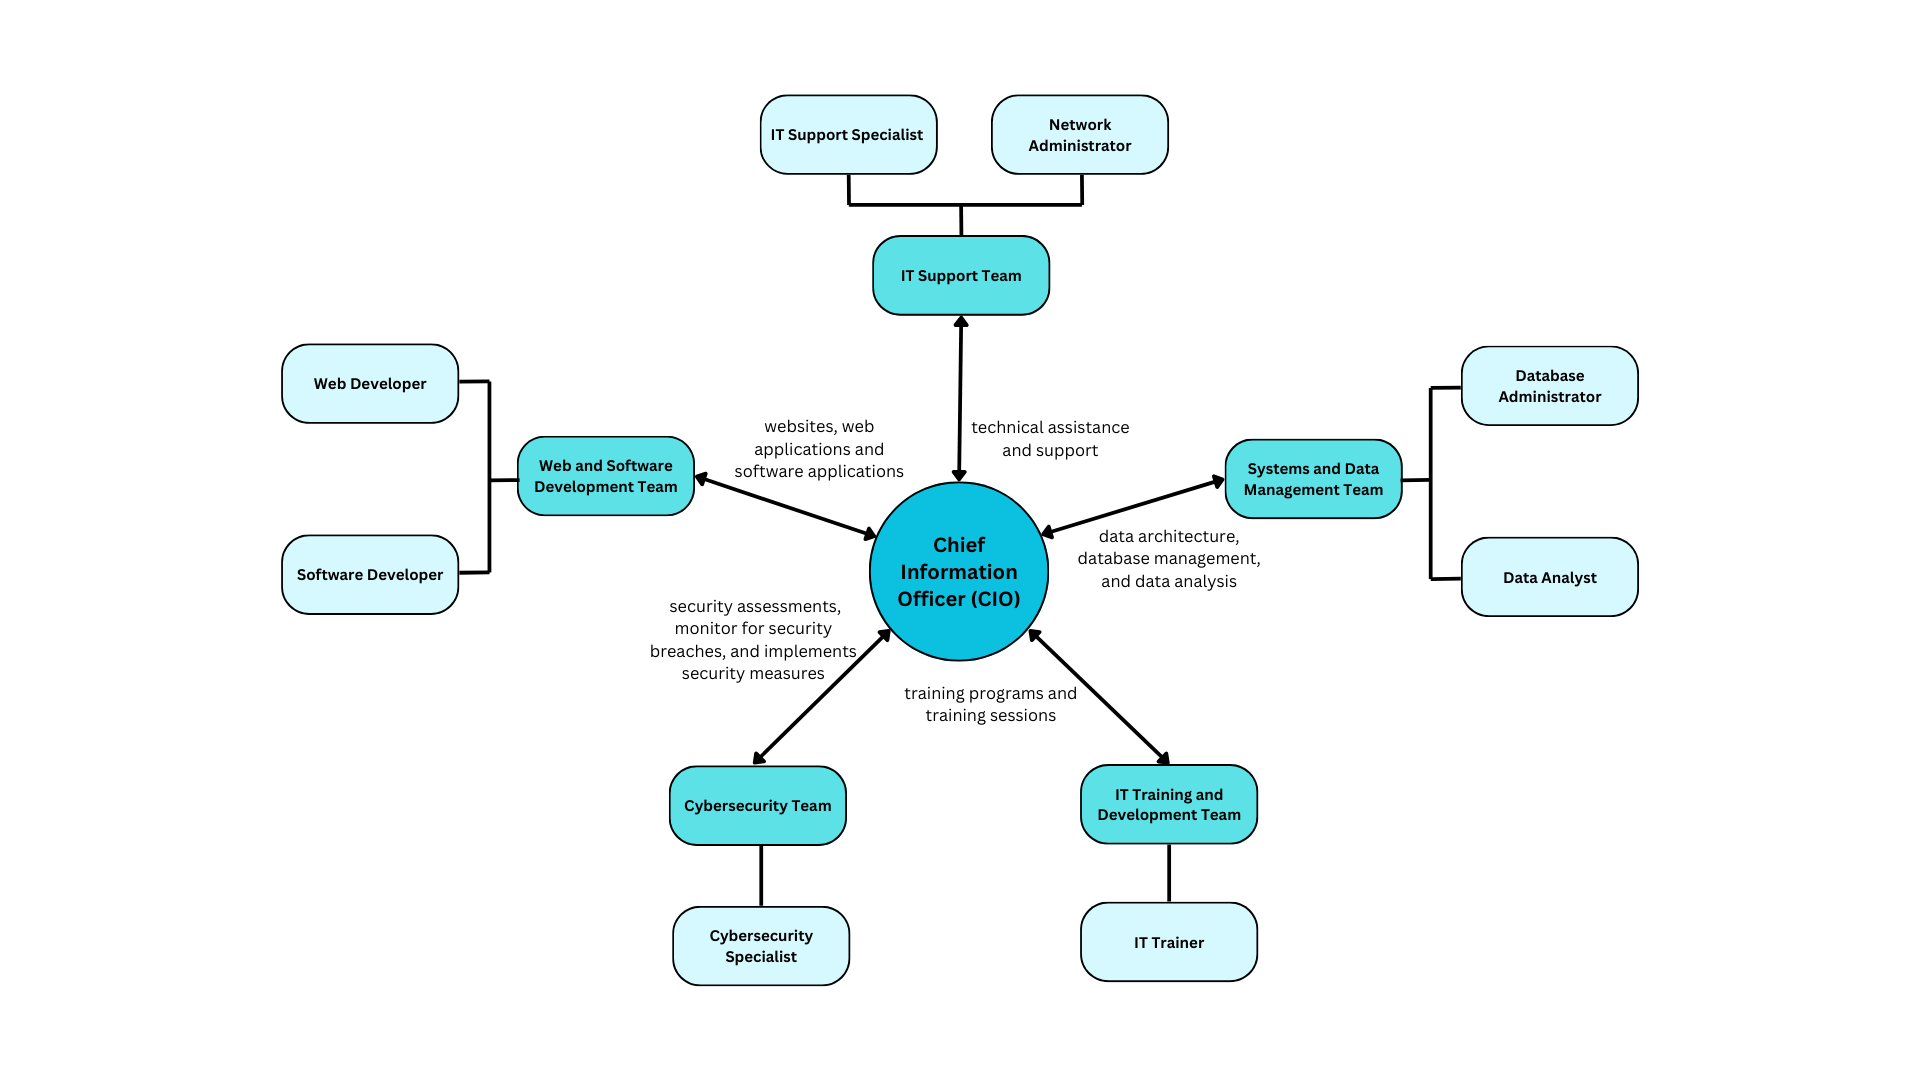 IT Support Specialist
Network
Administrator
IT Support Team
Web Developer
Software Developer
Web and Software
Development Team
websites, web
applications and
software applications
technical assistance
and support
Systems and Data
Management Team
Database
Administrator
Data Analyst
data architecture,
database management,
and data analysis
Chief
Information
Officer (CIO)
security assessments,
monitor for security
breaches, and implements
security measures
training programs and
training sessions
Cybersecurity Team
Cybersecurity
Specialist
IT Training and
Development Team
IT Trainer